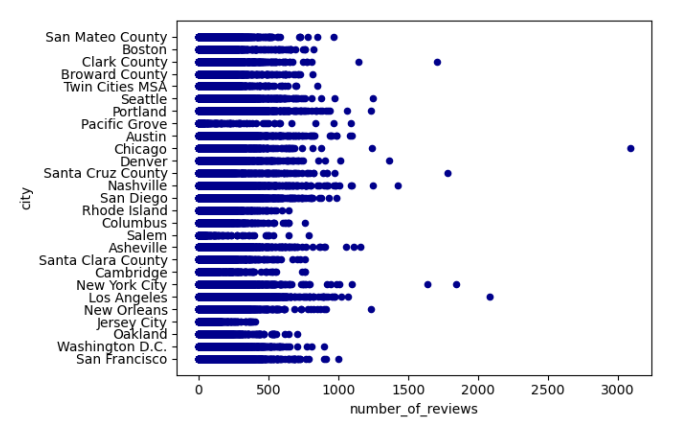 San Mateo County
Boston
Clark County
Broward County
Twin Cities MSA
Seattle
Portland
Pacific Grove
Austin
Chicago
Denver
Santa Cruz County
Nashville
San Diego
Rhode Island
Columbus
Salem
Asheville
Santa Clara County
Cambridge
New York City
Los Angeles
New Orleans
Jersey City
Oakland
Washington D.C.
San Francisco
city
0 500 1000 1500 2000 2500 3000
number_of_reviews